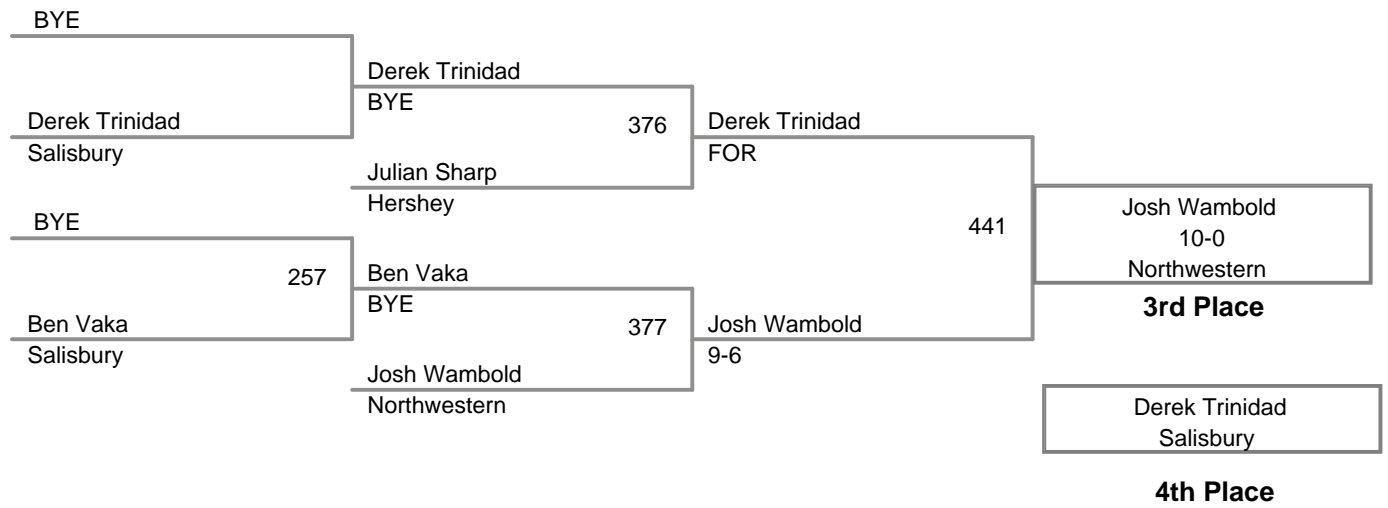 BYE
Derek Trinidad
BYE
Derek Trinidad
Salisbury
376
Derek Trinidad
FOR
Julian Sharp
Hershey
BYE
441
Josh Wambold
10-0
Northwestern
257
Ben Vaka
BYE
3rd Place
Ben Vaka
Salisbury
377
Josh Wambold
9-6
Josh Wambold
Northwestern
Derek Trinidad
Salisbury
4th Place